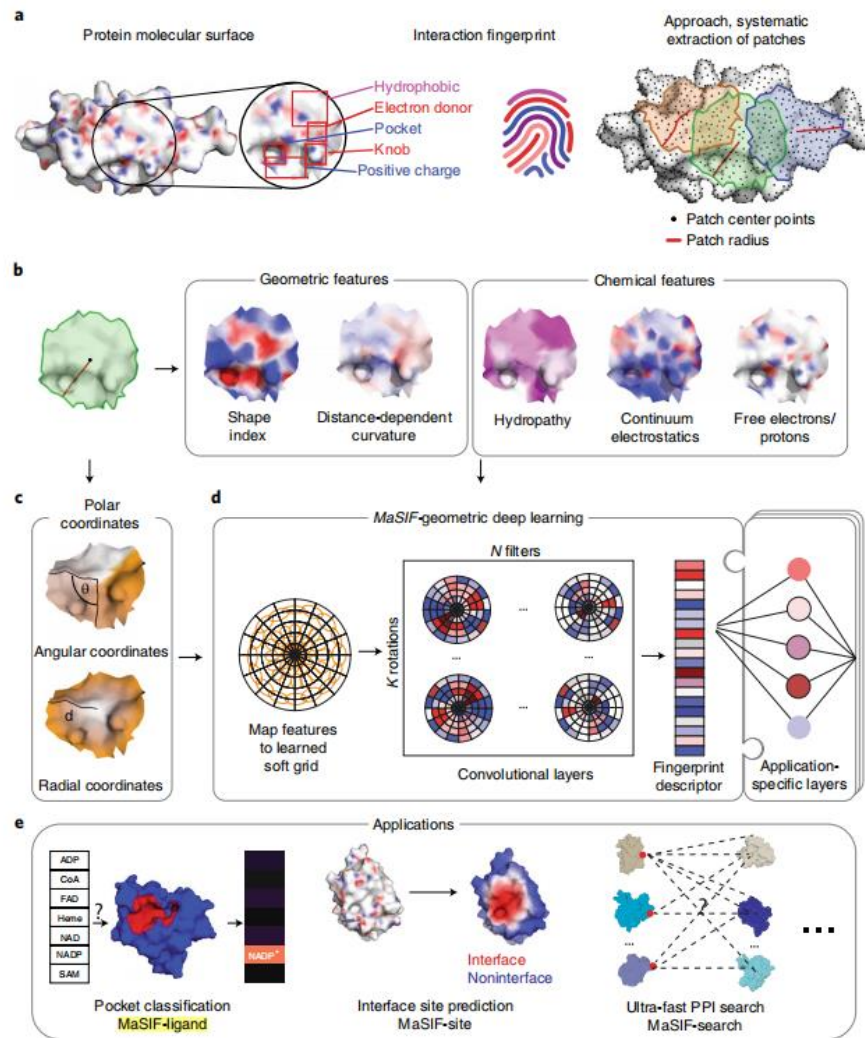 a
Protein molecular surface
Interaction fingerprint
Approach, systematic
extraction of patches
Hydrophobic
Electron donor
Pocket
Knob
Positive charge
• Patch center points
Patch radius
b
Geometric features
Chemical features
Shape
index
Distance-dependent
curvature
Hydropathy
Continuum
electrostatics
Free electrons/
protons
c
Polar
coordinates
θ
Angular coordinates
d
Radial coordinates
d
MaSIF-geometric deep learning
N filters
K rotations
...
...
...
...
Map features
to learned
soft grid
Convolutional layers
Fingerprint
descriptor
Application-
specific layers
e
Applications
ADP
CoA
FAD
Heme
NAD
NADP
SAM
?
NADP+
Pocket classification
MaSIF-ligand
Interface
Noninterface
Interface site prediction
MaSIF-site
?
...
...
...
Ultra-fast PPI search
MaSIF-search